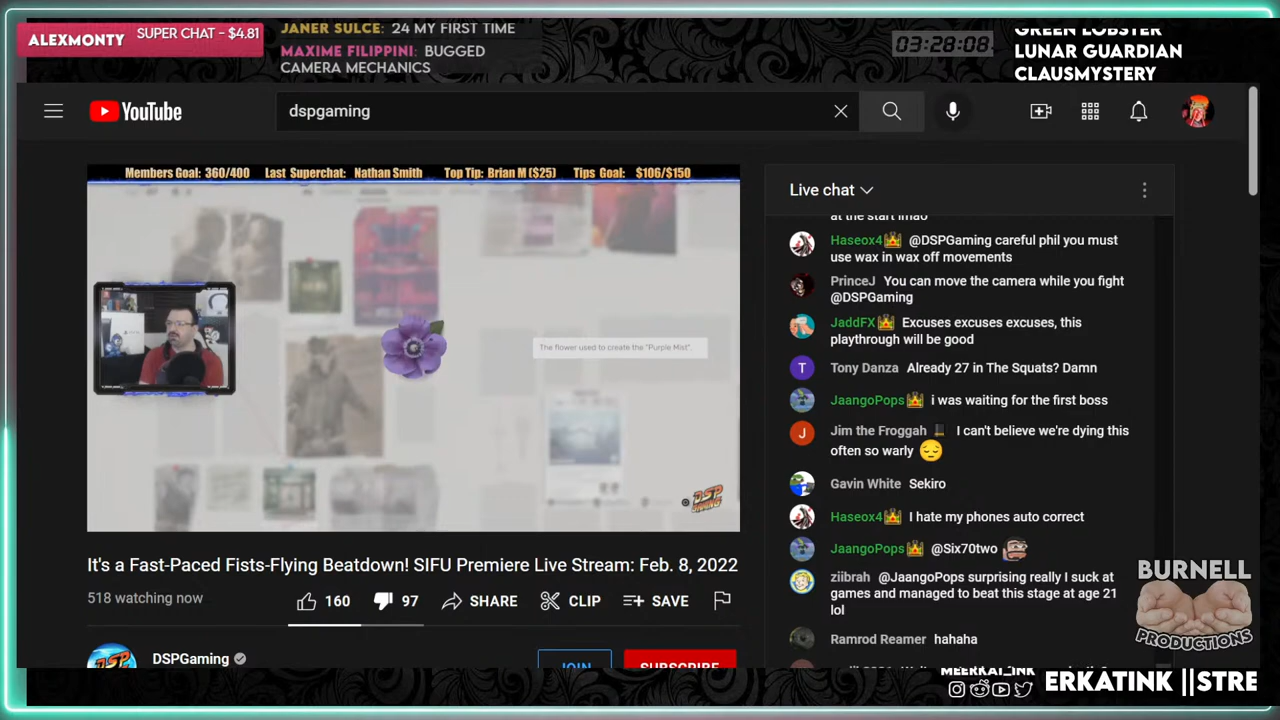 ALEXMONTY
SUPER CHAT - $4.81
JANER SULCE: 24 MY FIRST TIME
MAXIME FILIPPINI: BUGGED
CAMERA MECHANICS
03:28:08
GREEN LOBSTER
LUNAR GUARDIAN
CLAUSMYSTERY
YouTube
dspgaming
Members Goal: 360/400 Last Superchat: Nathan Smith Top Tip: Brian M ($25) Tips Goal: $106/$150
The flower used to create the "Purple Mist".
DSP
GAMING
It's a Fast-Paced Fists-Flying Beatdown! SIFU Premiere Live Stream: Feb. 8, 2022
518 watching now
160
97
SHARE
CLIP
SAVE
DSPGaming
JOIN
SUBSCRIBE
Live chat
at the start lmao
Haseox4 @DSPGaming careful phil you must
use wax in wax off movements
PrinceJ You can move the camera while you fight
@DSPGaming
JaddFX Excuses excuses excuses, this
playthrough will be good
Tony Danza Already 27 in The Squats? Damn
JaangoPops i was waiting for the first boss
Jim the Froggah I can't believe we're dying this
often so warly
Gavin White Sekiro
Haseox4 I hate my phones auto correct
JaangoPops @Six70two
ziibrah @JaangoPops surprising really I suck at
games and managed to beat this stage at age 21
lol
Ramrod Reamer hahaha
BURNELL
PRODUCTIONS
MEERKATINK
ERKATINK ||STRE